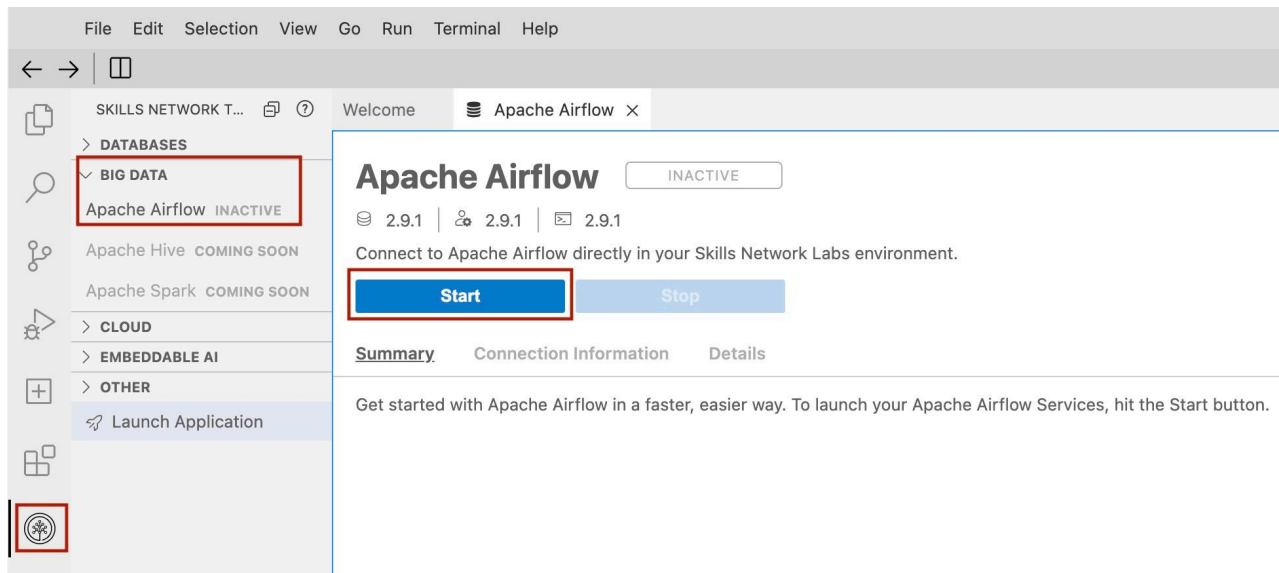 File Edit Selection View Go Run Terminal Help
SKILLS NETWORK T...
DATABASES
BIG DATA
Apache Airflow INACTIVE
Apache Hive COMING SOON
Apache Spark COMING SOON
CLOUD
EMBEDDABLE AI
OTHER
Launch Application
Welcome Apache Airflow
Apache Airflow INACTIVE
2.9.1 2.9.1 2.9.1
Connect to Apache Airflow directly in your Skills Network Labs environment.
Start Stop
Summary Connection Information Details
Get started with Apache Airflow in a faster, easier way. To launch your Apache Airflow Services, hit the Start button.